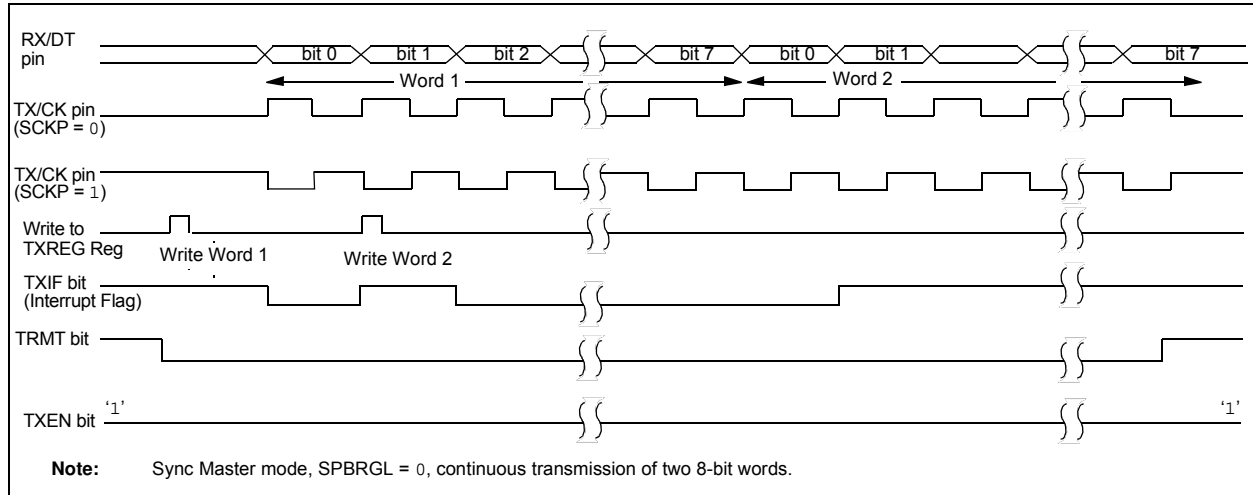 RX/DT
pin
bit 0 bit 1 bit 2 bit 7 bit 0 bit 1 bit 7
Word 1 Word 2
TX/CK pin
(SCKP = 0)
TX/CK pin
(SCKP = 1)
Write to
TXREG Reg
Write Word 1 Write Word 2
TXIF bit
(Interrupt Flag)
TRMT bit
TXEN bit ‘1’ ‘1’
Note: Sync Master mode, SPBRGL = 0, continuous transmission of two 8-bit words.